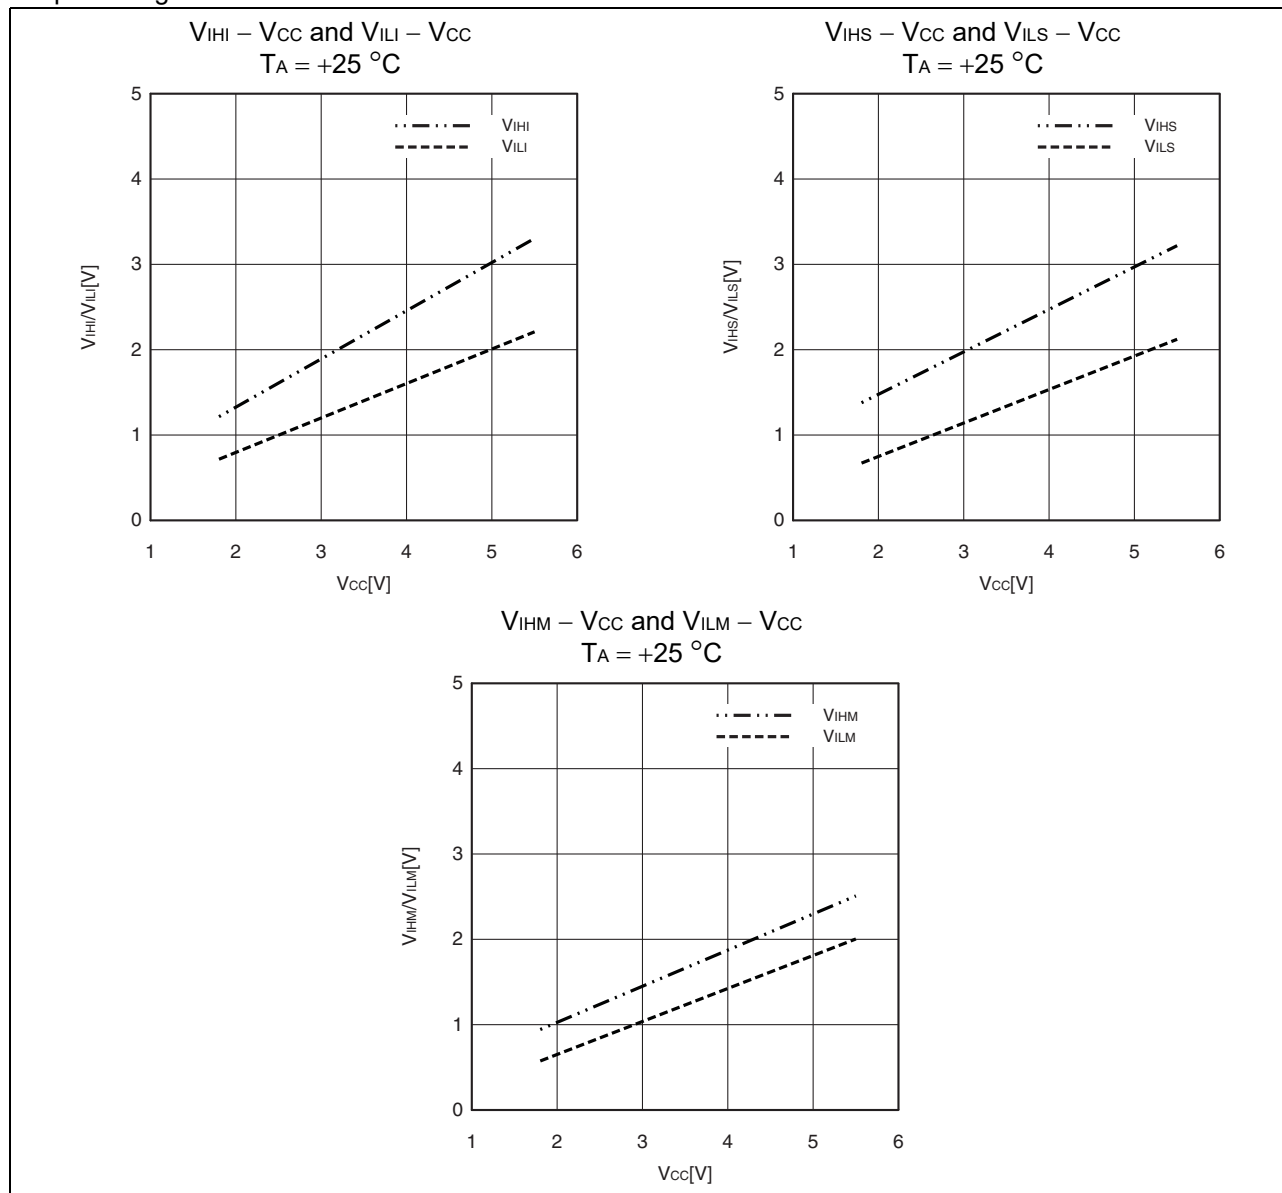 VIHI – VCC and VILI – VCC
TA = +25 °C
5
4
3
2
1
0
VIHI
VILI
VIHI/VILI[V]
1 2 3 4 5 6
VCC[V]
VIHS – VCC and VILS – VCC
TA = +25 °C
5
4
3
2
1
0
VIHS
VILS
VIHS/VILS[V]
1 2 3 4 5 6
VCC[V]
VIHM – VCC and VILM – VCC
TA = +25 °C
5
4
3
2
1
0
VIHM
VILM
VIHM/VILM[V]
1 2 3 4 5 6
VCC[V]